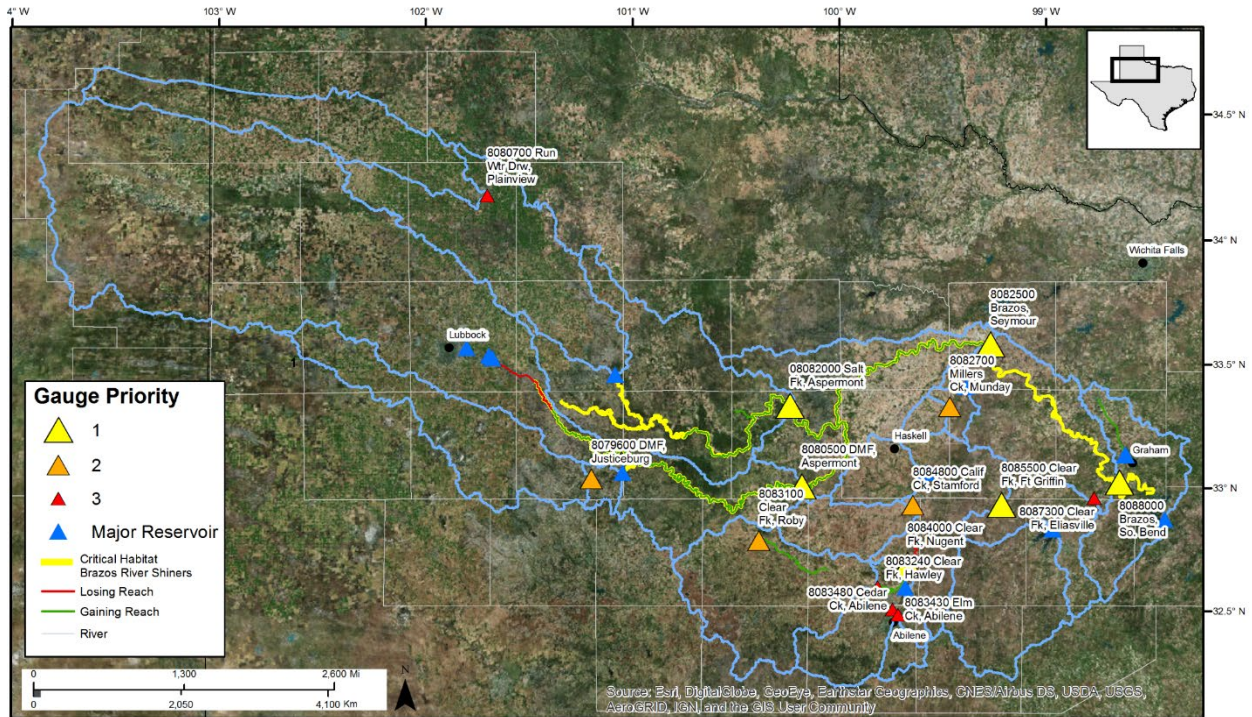 4° W
103° W
102° W
101° W
100° W
99° W
34.5° N
34° N
33.5° N
33° N
32.5° N
8080700 Run
Wtr Drw,
Plainview
Wichita Falls
Lubbock
8082500
Brazos,
Seymour
8082700
Millers
Ck, Munday
08082000 Salt
Fk, Aspermont
8079600 DMF,
Justiceburg
8080500 DMF,
Aspermont
Haskell
Graham
8084800 Calif
Ck, Stamford
8085500 Clear
Fk, Ft Griffin
8083100
Clear
Fk, Roby
8084000 Clear
Fk, Nugent
8087300 Clear
Fk, Eliasville
8088000
Brazos,
So. Bend
8083240 Clear
Fk, Hawley
8083480 Cedar
Ck, Abilene
8083430 Elm
Ck, Abilene
Abilene
Gauge Priority
1
2
3
Major Reservoir
Critical Habitat
Brazos River Shiners
Losing Reach
Gaining Reach
River
0 1,300 2,600 Mi
0 2,050 4,100 Km
N
Source: Esri, DigitalGlobe, GeoEye, Earthstar Geographics, CNES/Airbus DS, USDA, USGS,
AeroGRID, IGN, and the GIS User Community